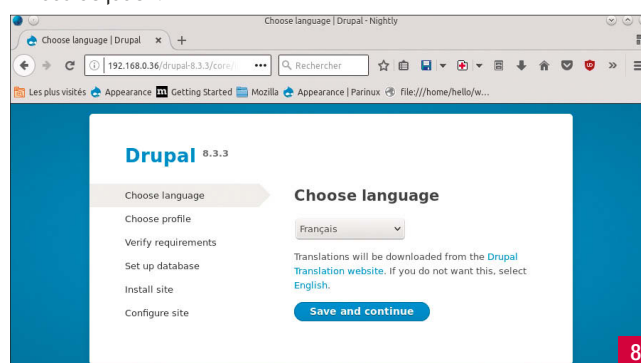 Choose language | Drupal - Nightly
Choose language | Drupal × +
192.168.0.36/drupal-8.3.3/core/ ••• Rechercher
Les plus visités Appearance Getting Started Mozilla Appearance | Parinux file:///home/hello/w...
Drupal 8.3.3
Choose language
Choose profile
Verify requirements
Set up database
Install site
Configure site
Choose language
Français
Translations will be downloaded from the Drupal
Translation website. If you do not want this, select
English.
Save and continue
8